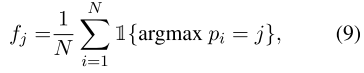 f_j = \frac{1}{N} \sum_{i=1}^{N} \mathbb{1}\{\text{argmax } p_i = j\}, (9)